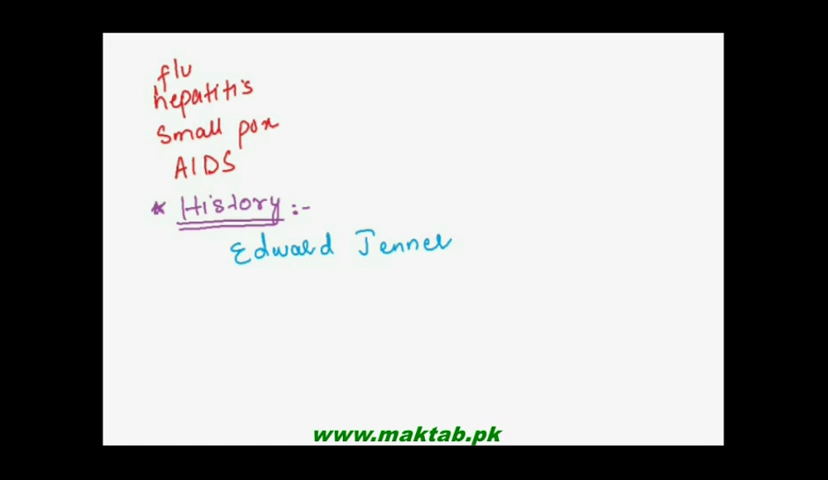 flu
hepatitis
Small pox
AIDS
* History :-
Edward Jenner
www.maktab.pk